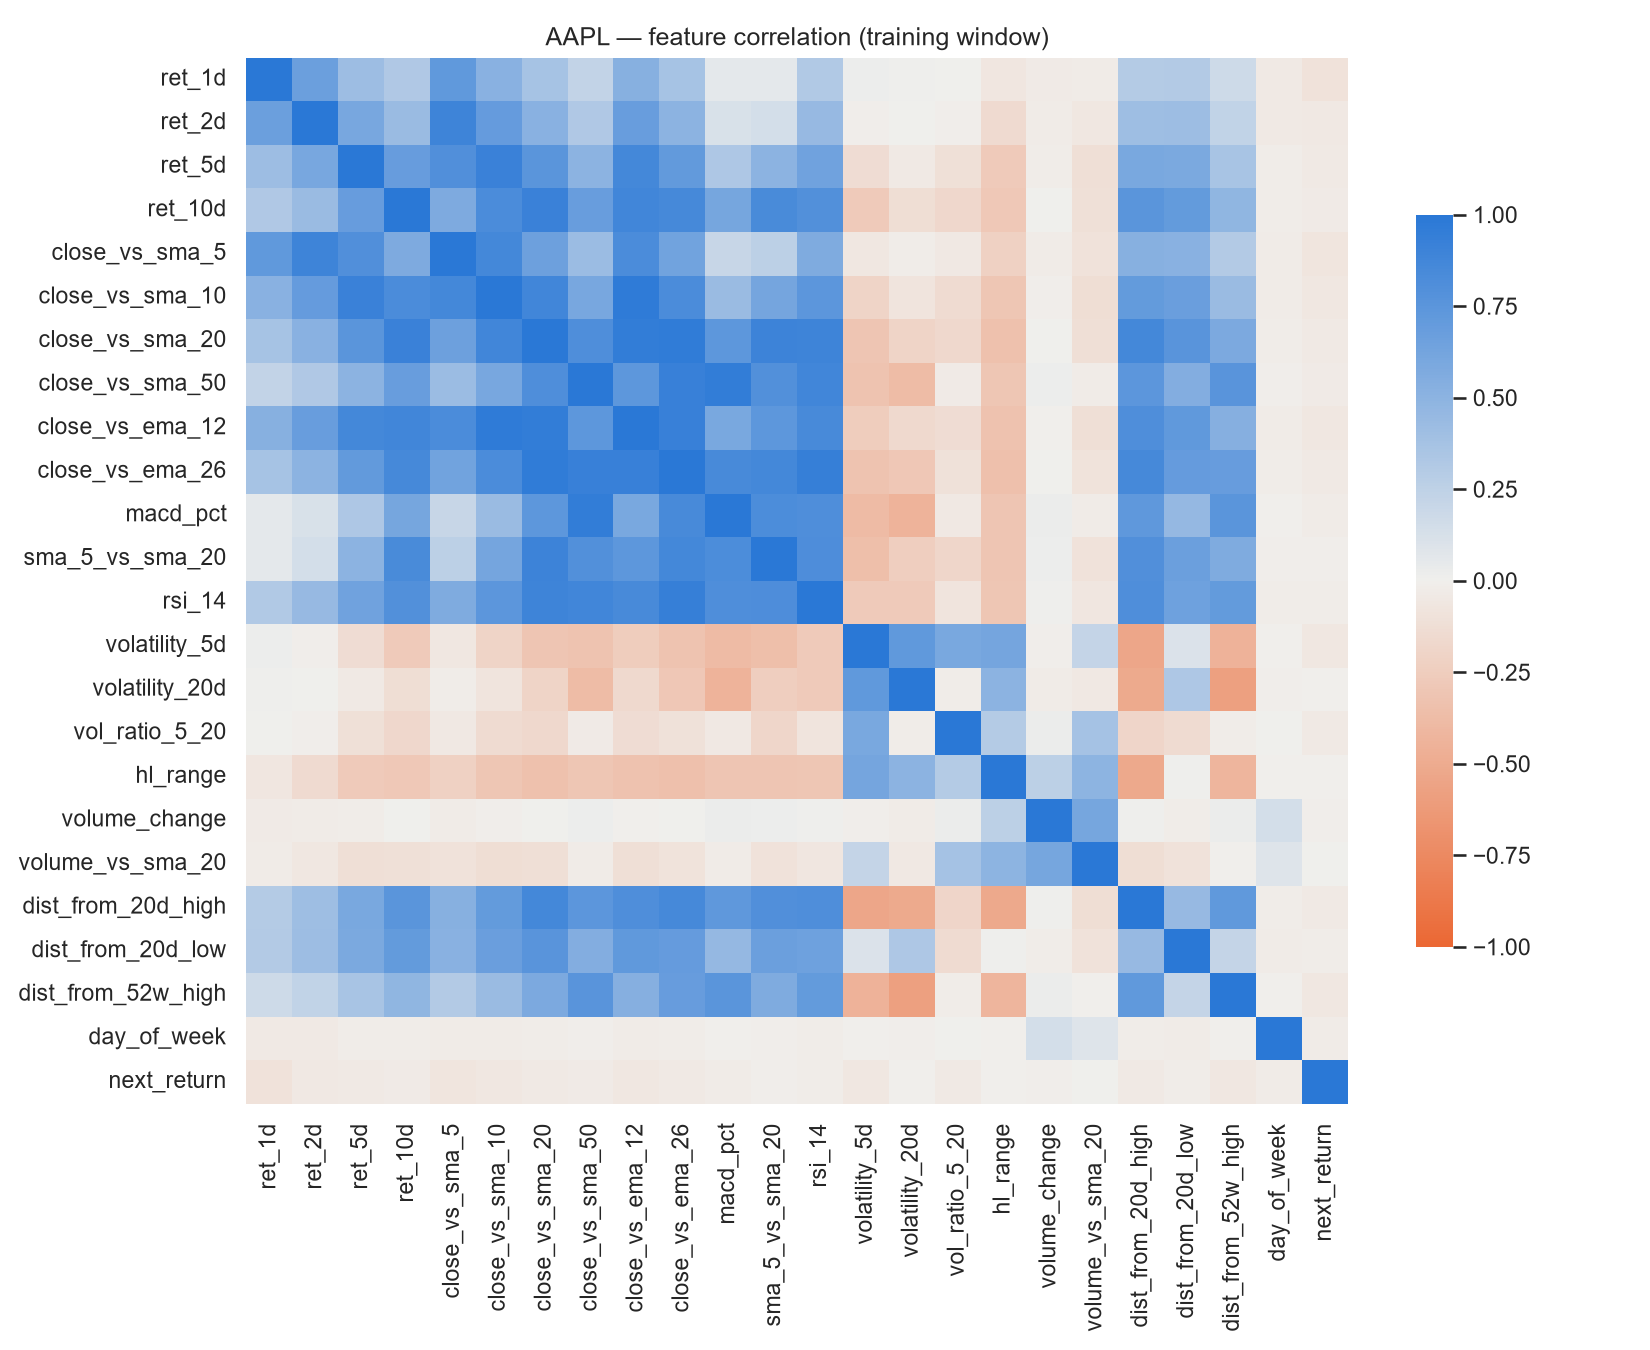 AAPL — feature correlation (training window)
ret_1d
ret_2d
ret_5d
ret_10d
close_vs_sma_5
close_vs_sma_10
close_vs_sma_20
close_vs_sma_50
close_vs_ema_12
close_vs_ema_26
macd_pct
sma_5_vs_sma_20
rsi_14
volatility_5d
volatility_20d
vol_ratio_5_20
hl_range
volume_change
volume_vs_sma_20
dist_from_20d_high
dist_from_20d_low
dist_from_52w_high
day_of_week
next_return
ret_1d
ret_2d
ret_5d
ret_10d
close_vs_sma_5
close_vs_sma_10
close_vs_sma_20
close_vs_sma_50
close_vs_ema_12
close_vs_ema_26
macd_pct
sma_5_vs_sma_20
rsi_14
volatility_5d
volatility_20d
vol_ratio_5_20
hl_range
volume_change
volume_vs_sma_20
dist_from_20d_high
dist_from_20d_low
dist_from_52w_high
day_of_week
next_return
1.00
0.75
0.50
0.25
0.00
−0.25
−0.50
−0.75
−1.00